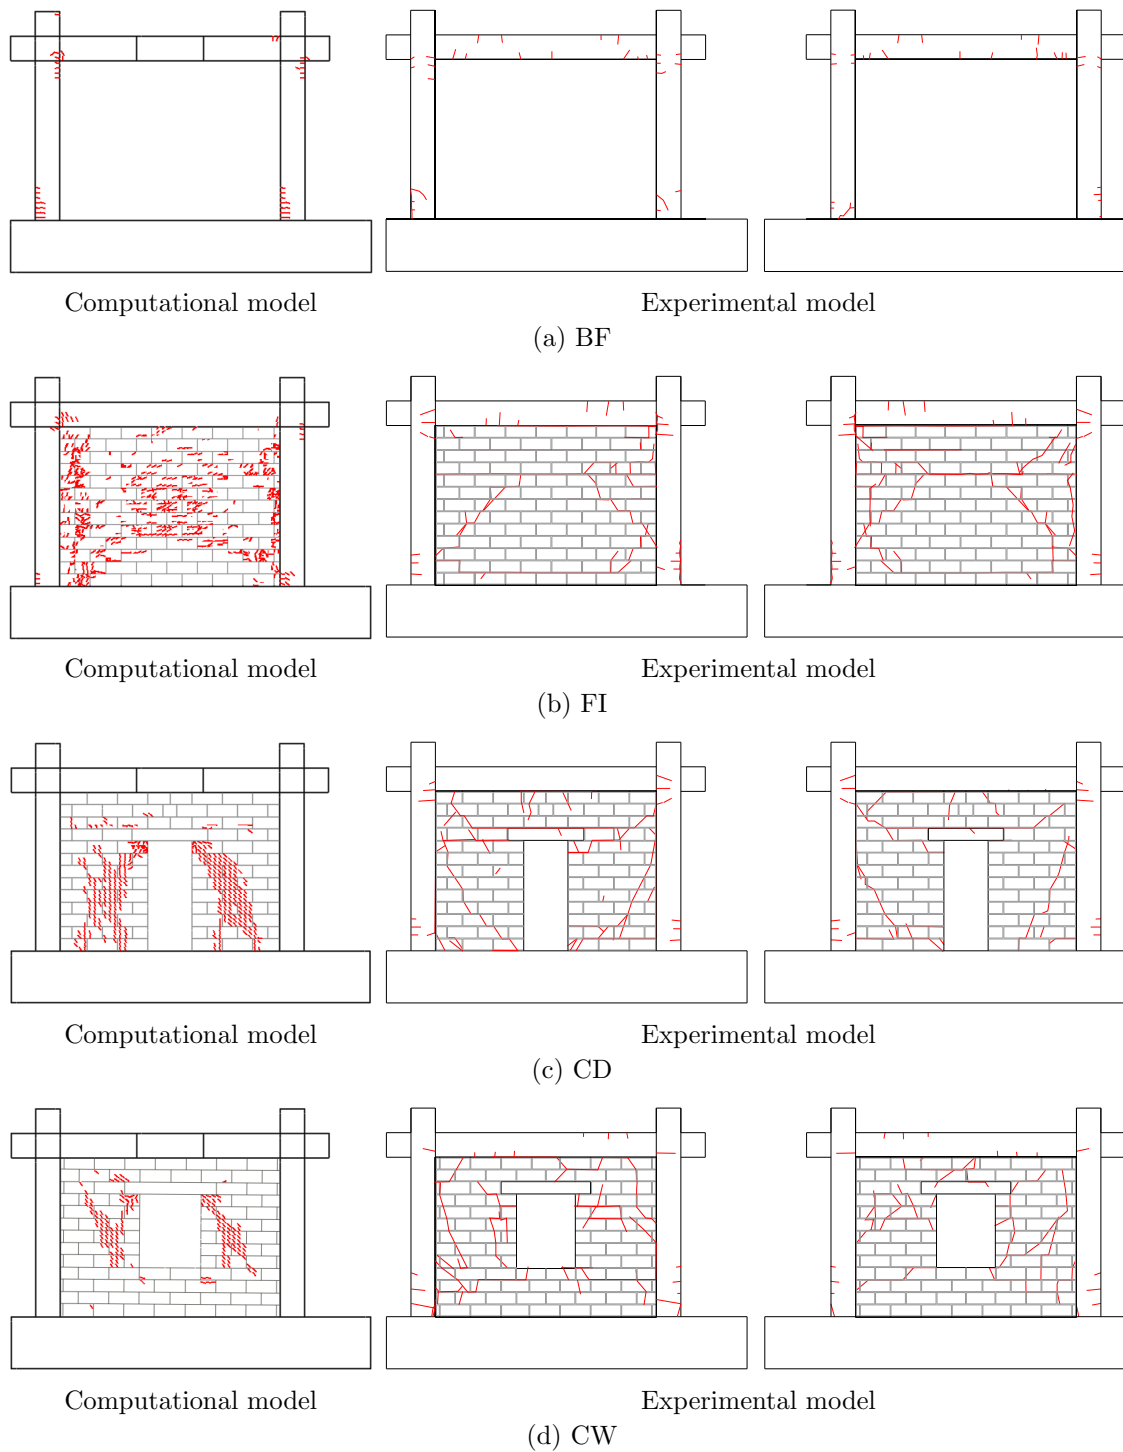 Computational model Experimental model
(a) BF
Computational model Experimental model
(b) FI
Computational model Experimental model
(c) CD
Computational model Experimental model
(d) CW